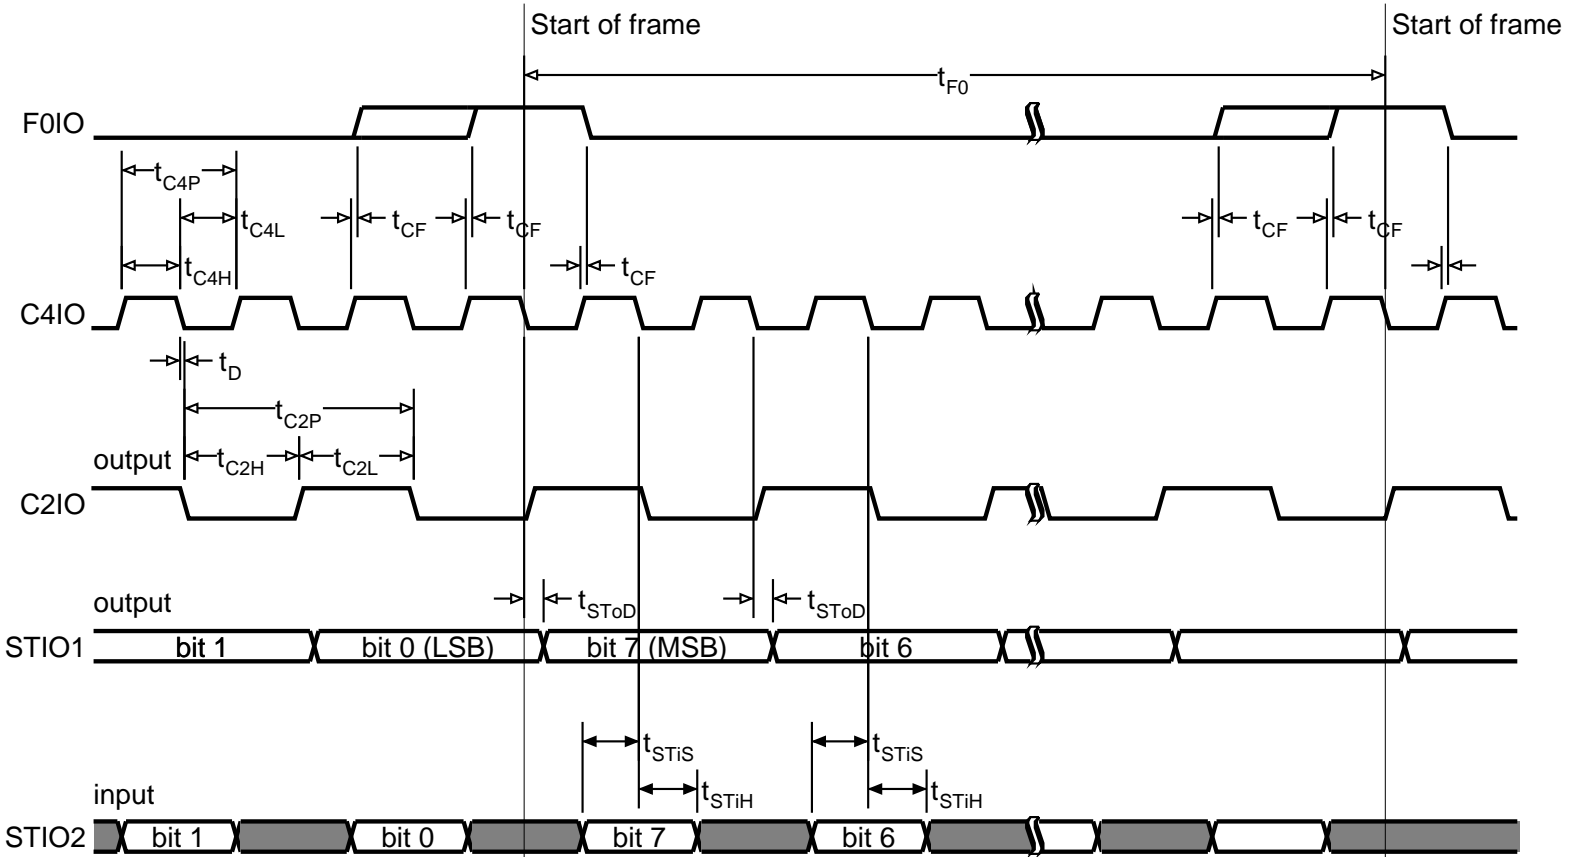 Start of frame
Start of frame
tF0
F0IO
tC4P
tC4L
tCF
tCF
tCF
tCF
tC4H
tCF
C4IO
tD
tC2P
output
tC2H
tC2L
C2IO
output
tSToD
tSToD
STIO1
bit 1
bit 0 (LSB)
bit 7 (MSB)
bit 6
tSTiS
tSTiS
tSTiH
tSTiH
input
STIO2
bit 1
bit 0
bit 7
bit 6